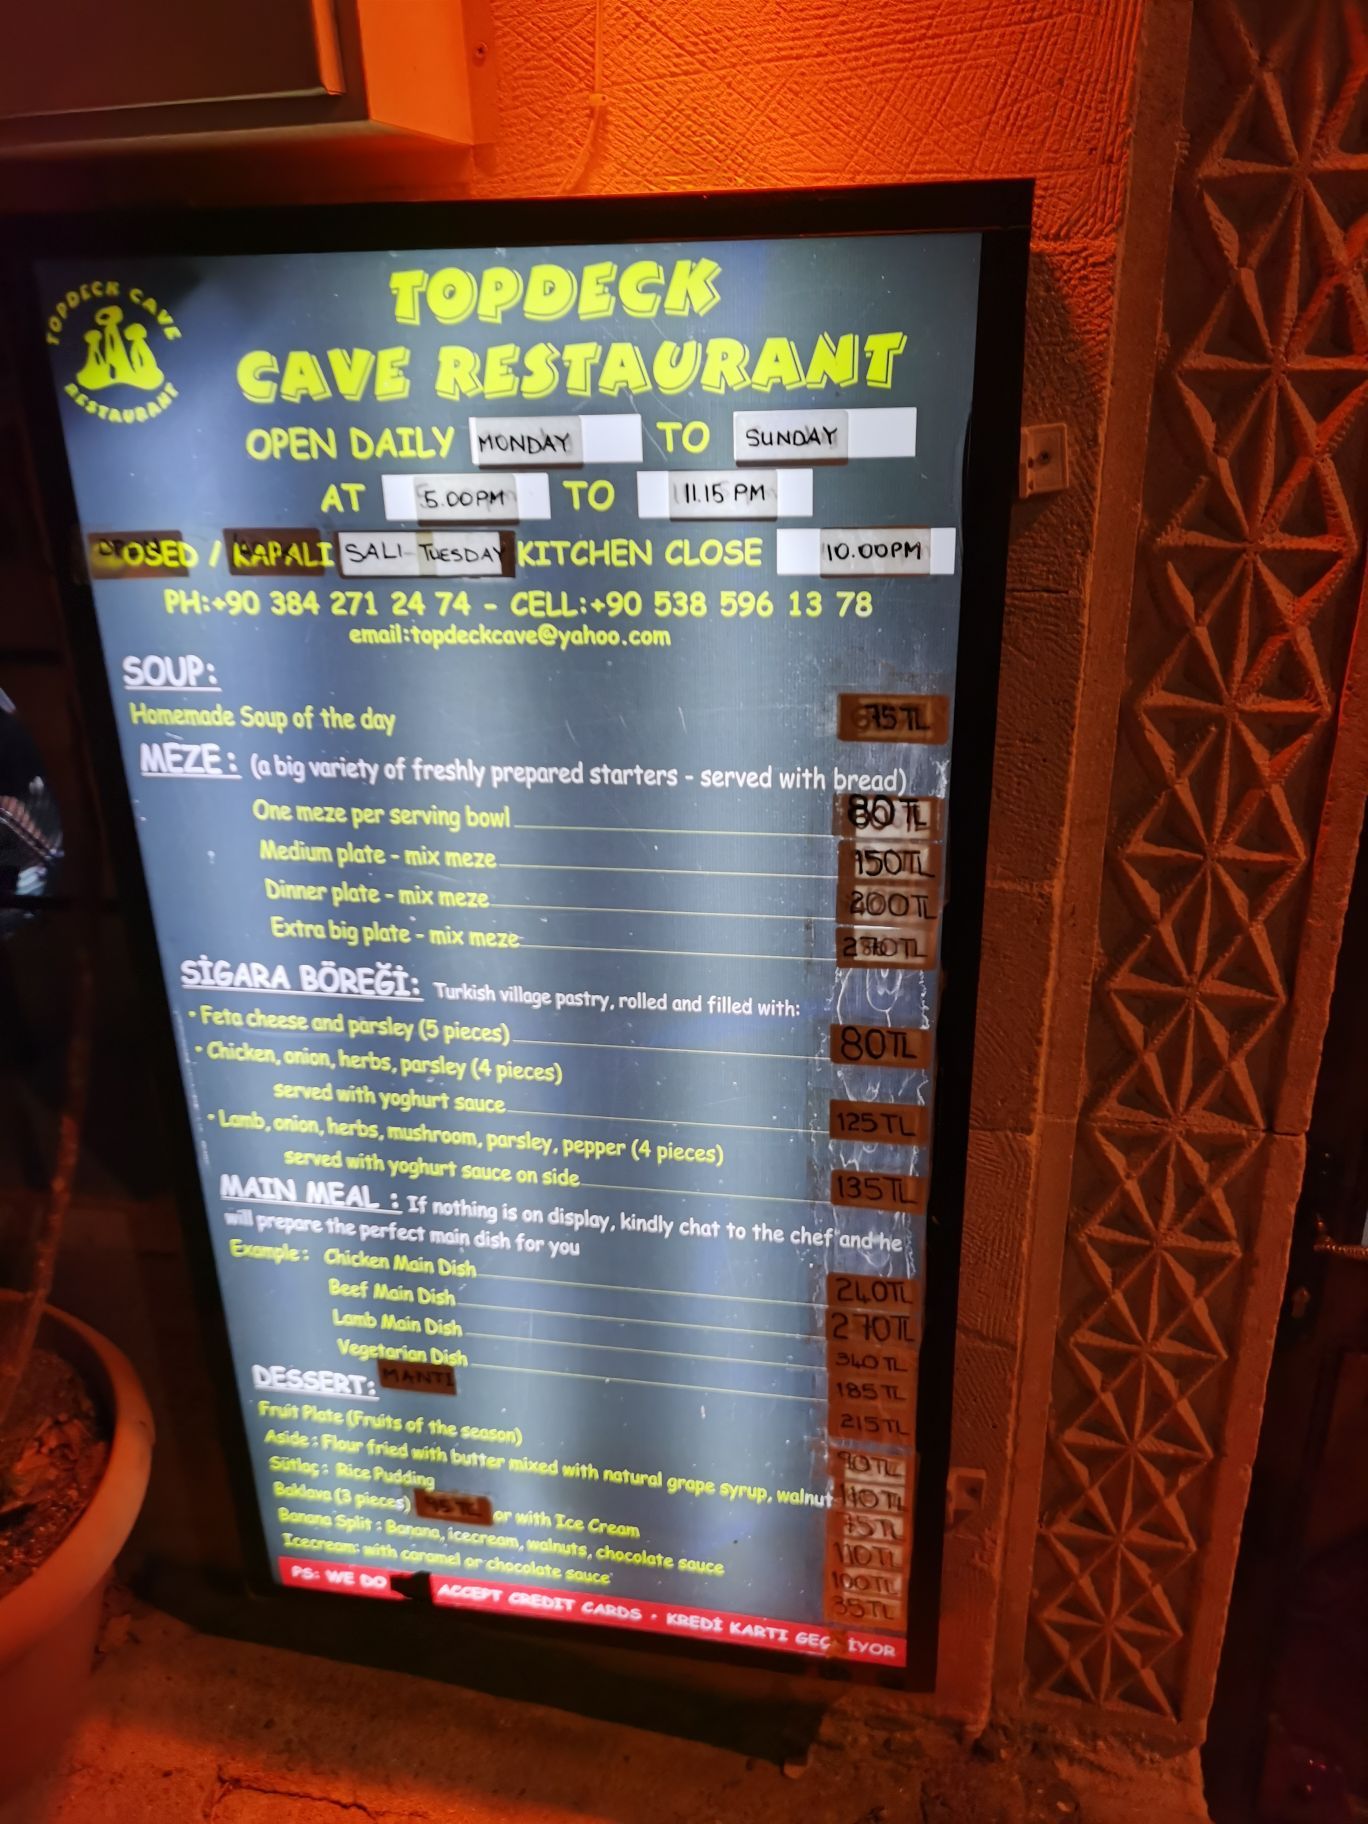 TOPDECK CAVE
RESTAURANT
TOPDECK
CAVE RESTAURANT
OPEN DAILY MONDAY TO SUNDAY
AT 5.00PM TO 11.15 PM
CLOSED / KAPALI SALI-TUESDAY KITCHEN CLOSE 10.00PM
PH:+90 384 271 24 74 - CELL:+90 538 596 13 78
email:topdeckcave@yahoo.com
SOUP:
Homemade Soup of the day 75TL
MEZE: (a big variety of freshly prepared starters - served with bread)
One meze per serving bowl 80TL
Medium plate - mix meze 150TL
Dinner plate - mix meze 200TL
Extra big plate - mix meze
SİGARA BÖREĞİ: Turkish village pastry, rolled and filled with:
• Feta cheese and parsley (5 pieces) 80TL
• Chicken, onion, herbs, parsley (4 pieces)
served with yoghurt sauce 125TL
• Lamb, onion, herbs, mushroom, parsley, pepper (4 pieces)
served with yoghurt sauce on side 135TL
MAIN MEAL : If nothing is on display, kindly chat to the chef and he
will prepare the perfect main dish for you
Example: Chicken Main Dish 240TL
Beef Main Dish 270TL
Lamb Main Dish 340TL
Vegetarian Dish 185TL
MANTI 215TL
DESSERT:
Fruit Plate (Fruits of the season) 90TL
Aside : Flour fried with butter mixed with natural grape syrup, walnut 110TL
Sütlaç : Rice Pudding 75TL
Baklava (3 pieces) 95TL or with Ice Cream 110TL
Banana Split : Banana, icecream, walnuts, chocolate sauce 100TL
Icecream: with caramel or chocolate sauce 35TL
PS: WE DO ACCEPT CREDIT CARDS - KREDİ KARTI GEÇ İYOR